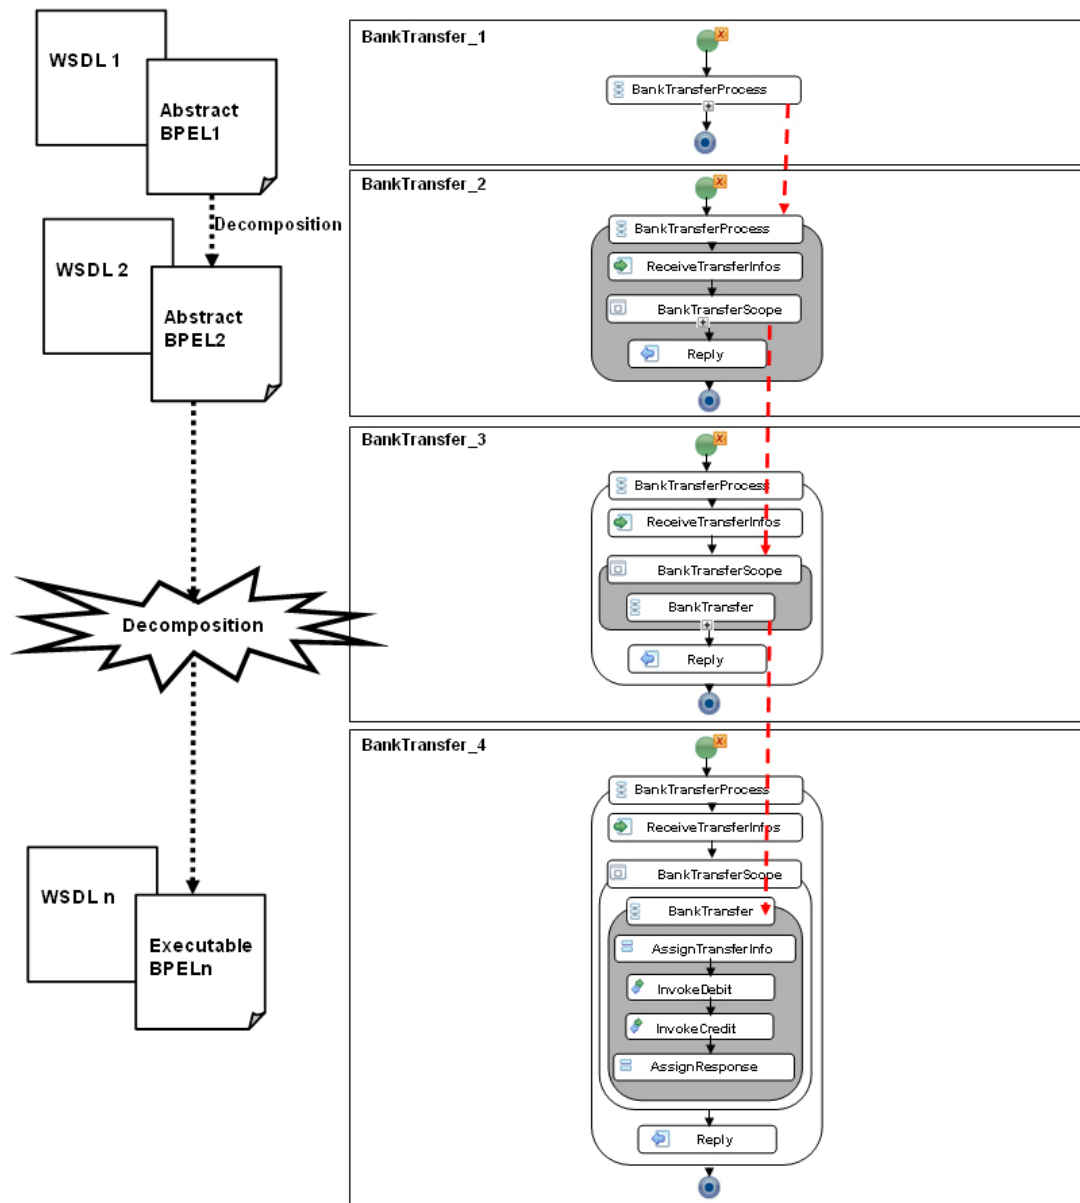 WSDL 1
Abstract
BPEL1
Decomposition
WSDL 2
Abstract
BPEL2
Decomposition
WSDL n
Executable
BPELn
BankTransfer_1
BankTransferProcess
BankTransfer_2
BankTransferProcess
ReceiveTransferInfos
BankTransferScope
Reply
BankTransfer_3
BankTransferProcess
ReceiveTransferInfos
BankTransferScope
BankTransfer
Reply
BankTransfer_4
BankTransferProcess
ReceiveTransferInfos
BankTransferScope
BankTransfer
AssignTransferInfo
InvokeDebit
InvokeCredit
AssignResponse
Reply